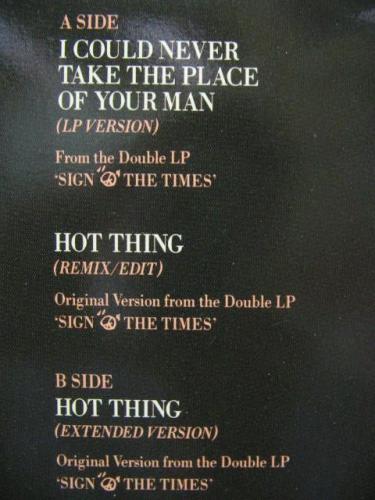 A SIDE
I COULD NEVER
TAKE THE PLACE
OF YOUR MAN
(LP VERSION)
From the Double LP
'SIGN "☮" THE TIMES'
HOT THING
(REMIX/EDIT)
Original Version from the Double LP
'SIGN "☮" THE TIMES'
B SIDE
HOT THING
(EXTENDED VERSION)
Original Version from the Double LP
'SIGN "☮" THE TIMES'